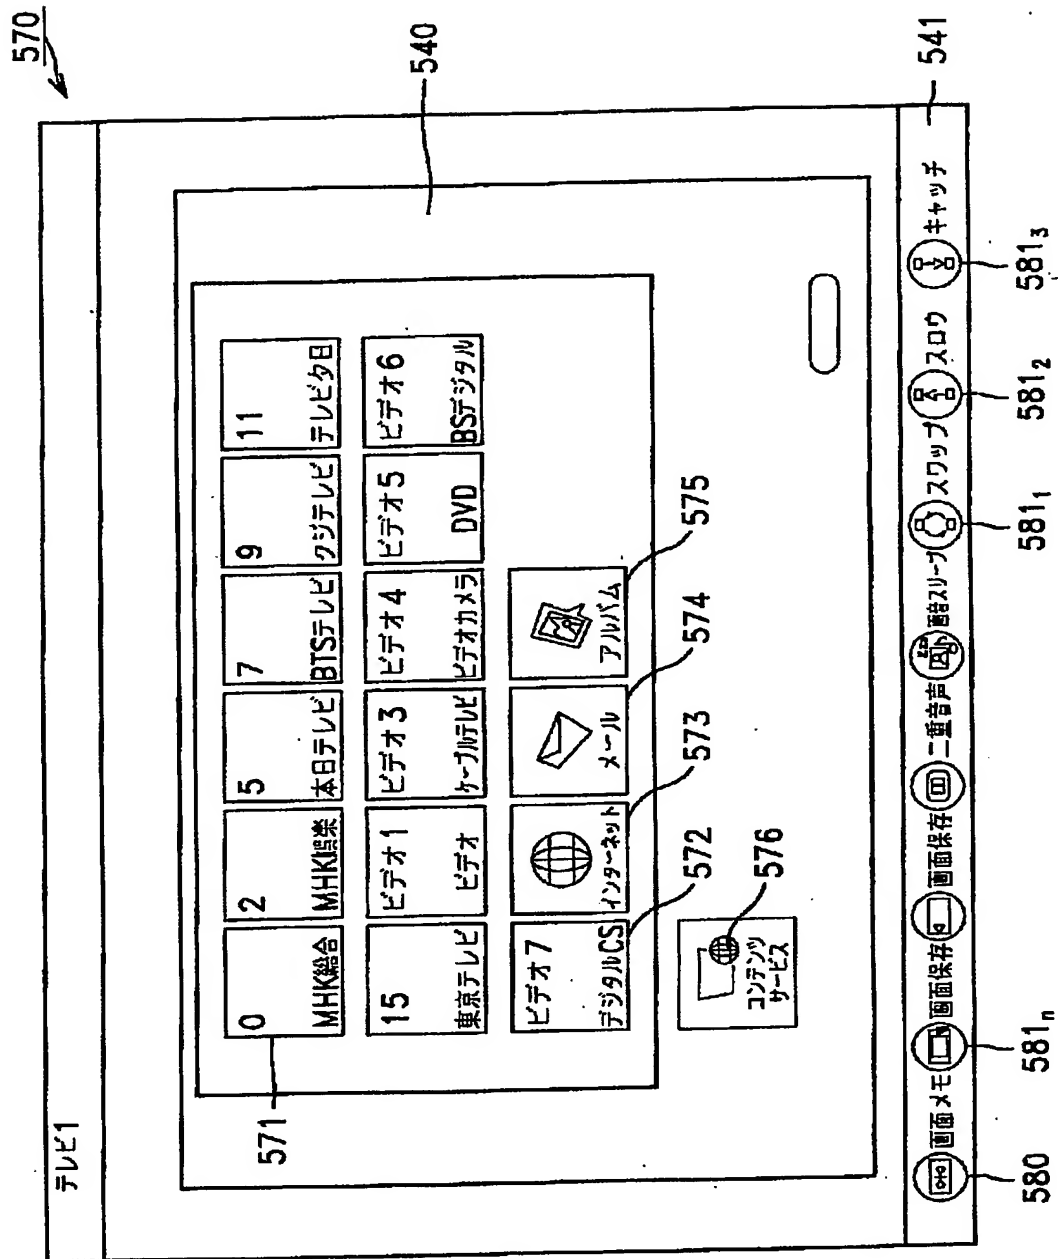 570
テレビ1
540
0
MHK総合
2
MHK娯楽
5
本日テレビ
7
BTSテレビ
9
クジテレビ
11
テレビ夕日
571
15
東京テレビ
ビデオ1
ビデオ
ビデオ3
ケーブルテレビ
ビデオ4
ビデオカメラ
ビデオ5
DVD
ビデオ6
BSデジタル
ビデオ7
デジタルCS
インターネット
メール
アルバム
572
573
574
575
コンテンツ
サービス
576
画面メモ
画面保存
画面保存
二重音声
画音スリープ
スワップ
スロウ
キャッチ
541
580
581n
581₁
581₂
581₃